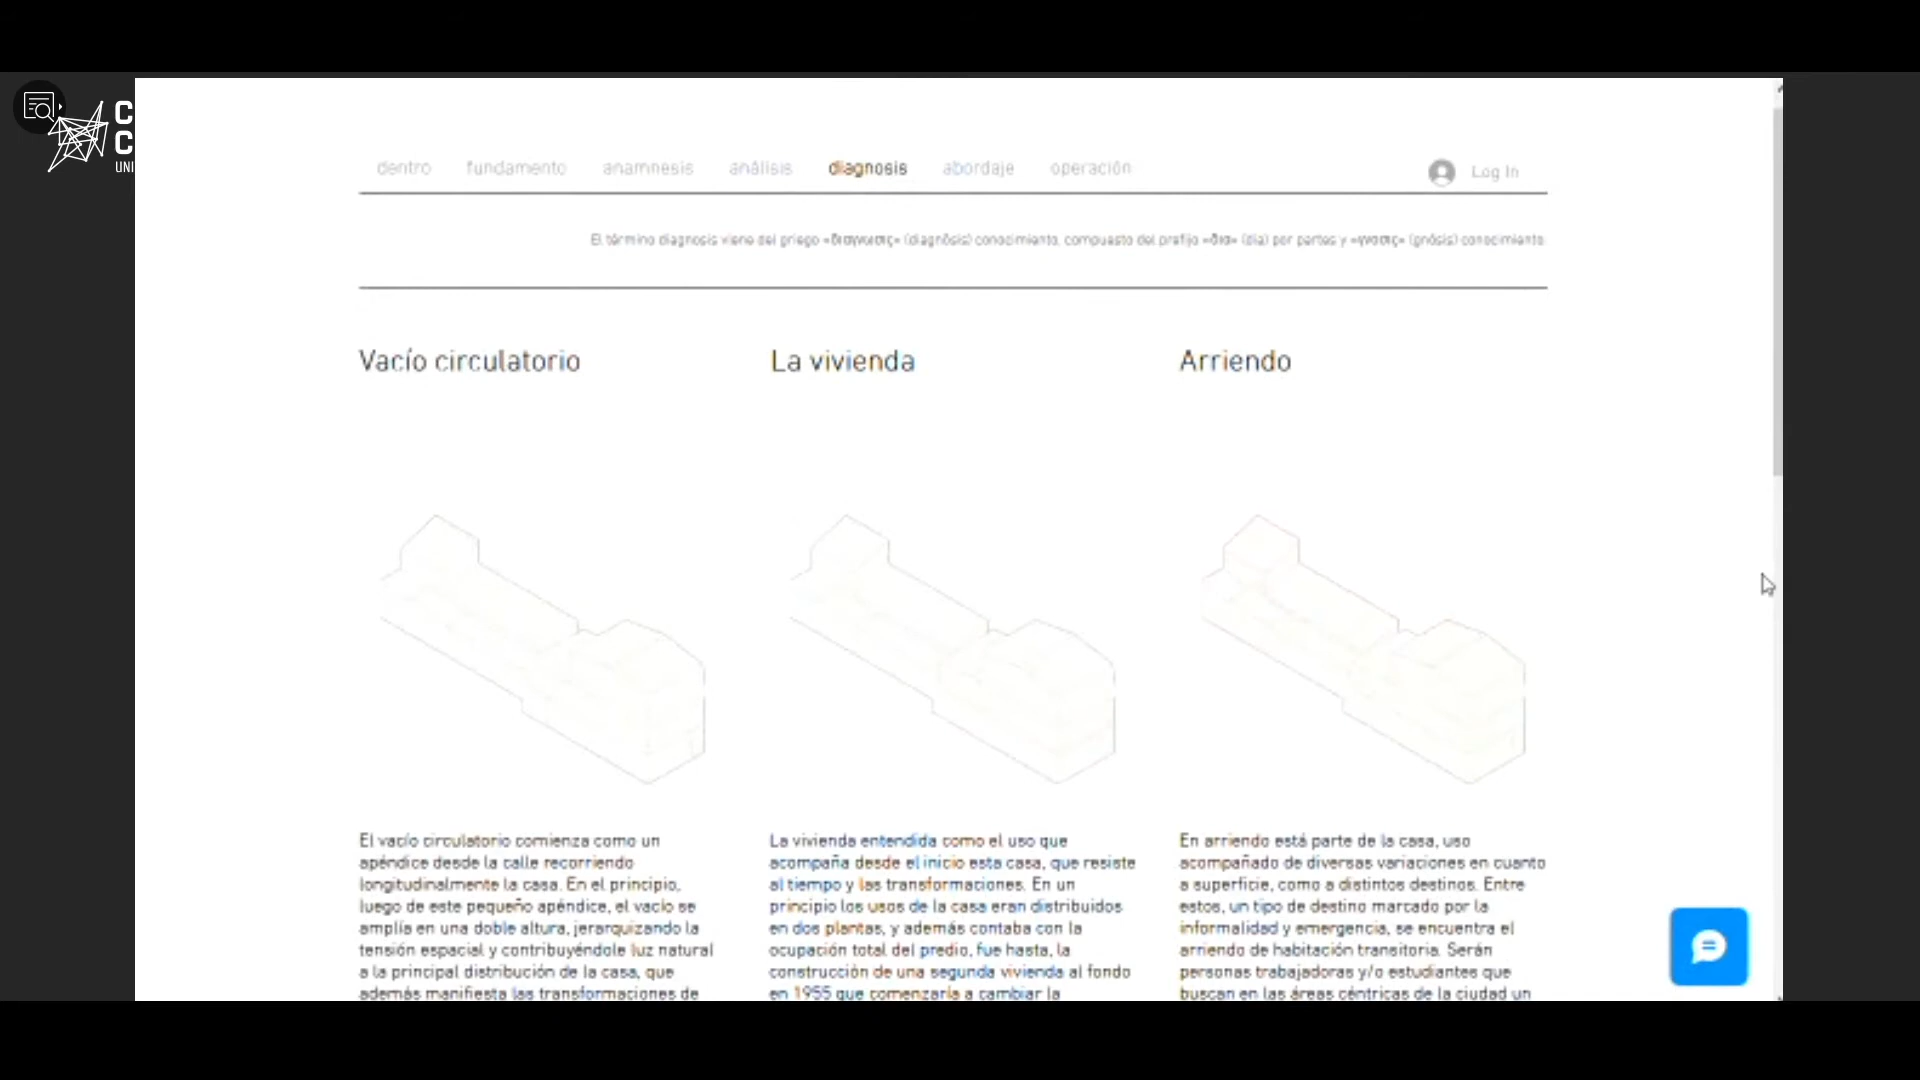 C
C
UNI
dentro fundamento anamnesis análisis diagnosis abordaje operación Log In
El término diagnosis viene del griego «διαγνωσις» (diagnôsis) conocimiento, compuesto del prefijo «δια» (dia) por partes y «γνοσις» (gnósis) conocimiento.
Vacío circulatorio
El vacío circulatorio comienza como un
apéndice desde la calle recorriendo
longitudinalmente la casa. En el principio,
luego de este pequeño apéndice, el vacío se
amplía en una doble altura, jerarquizando la
tensión espacial y contribuyéndole luz natural
a la principal distribución de la casa, que
además manifiesta las transformaciones de
La vivienda
La vivienda entendida como el uso que
acompaña desde el inicio esta casa, que resiste
al tiempo y las transformaciones. En un
principio los usos de la casa eran distribuidos
en dos plantas, y además contaba con la
ocupación total del predio, fue hasta, la
construcción de una segunda vivienda al fondo
en 1955 que comenzaría a cambiar la
Arriendo
En arriendo está parte de la casa, uso
acompañado de diversas variaciones en cuanto
a superficie, como a distintos destinos. Entre
estos, un tipo de destino marcado por la
informalidad y emergencia, se encuentra el
arriendo de habitación transitoria. Serán
personas trabajadoras y/o estudiantes que
buscan en las áreas céntricas de la ciudad un